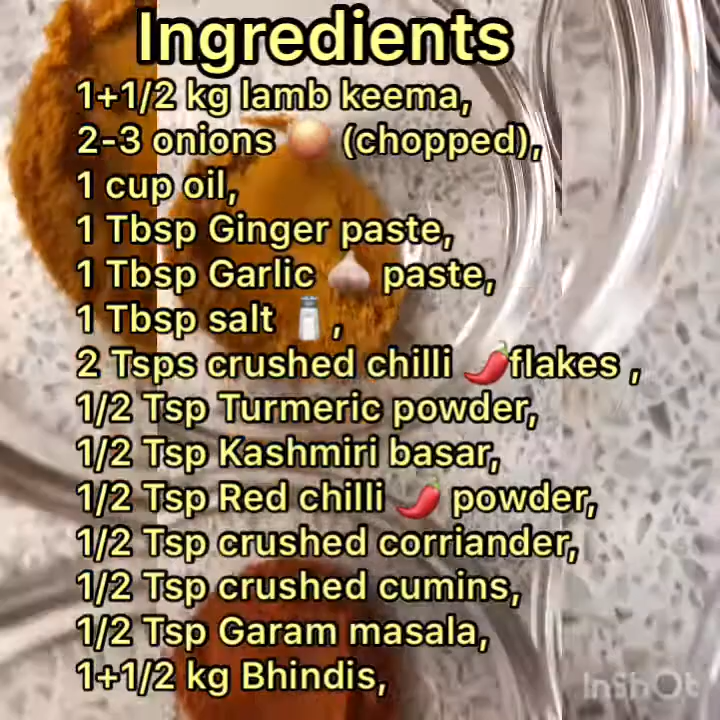 Ingredients
1+1/2 kg lamb keema,
2-3 onions (chopped),
1 cup oil,
1 Tbsp Ginger paste,
1 Tbsp Garlic 🧄 paste,
1 Tbsp salt 🧂,
2 Tsps crushed chilli 🌶️flakes ,
1/2 Tsp Turmeric powder,
1/2 Tsp Kashmiri basar,
1/2 Tsp Red chilli 🌶️ powder,
1/2 Tsp crushed corriander,
1/2 Tsp crushed cumins,
1/2 Tsp Garam masala,
1+1/2 kg Bhindis,
InShOt